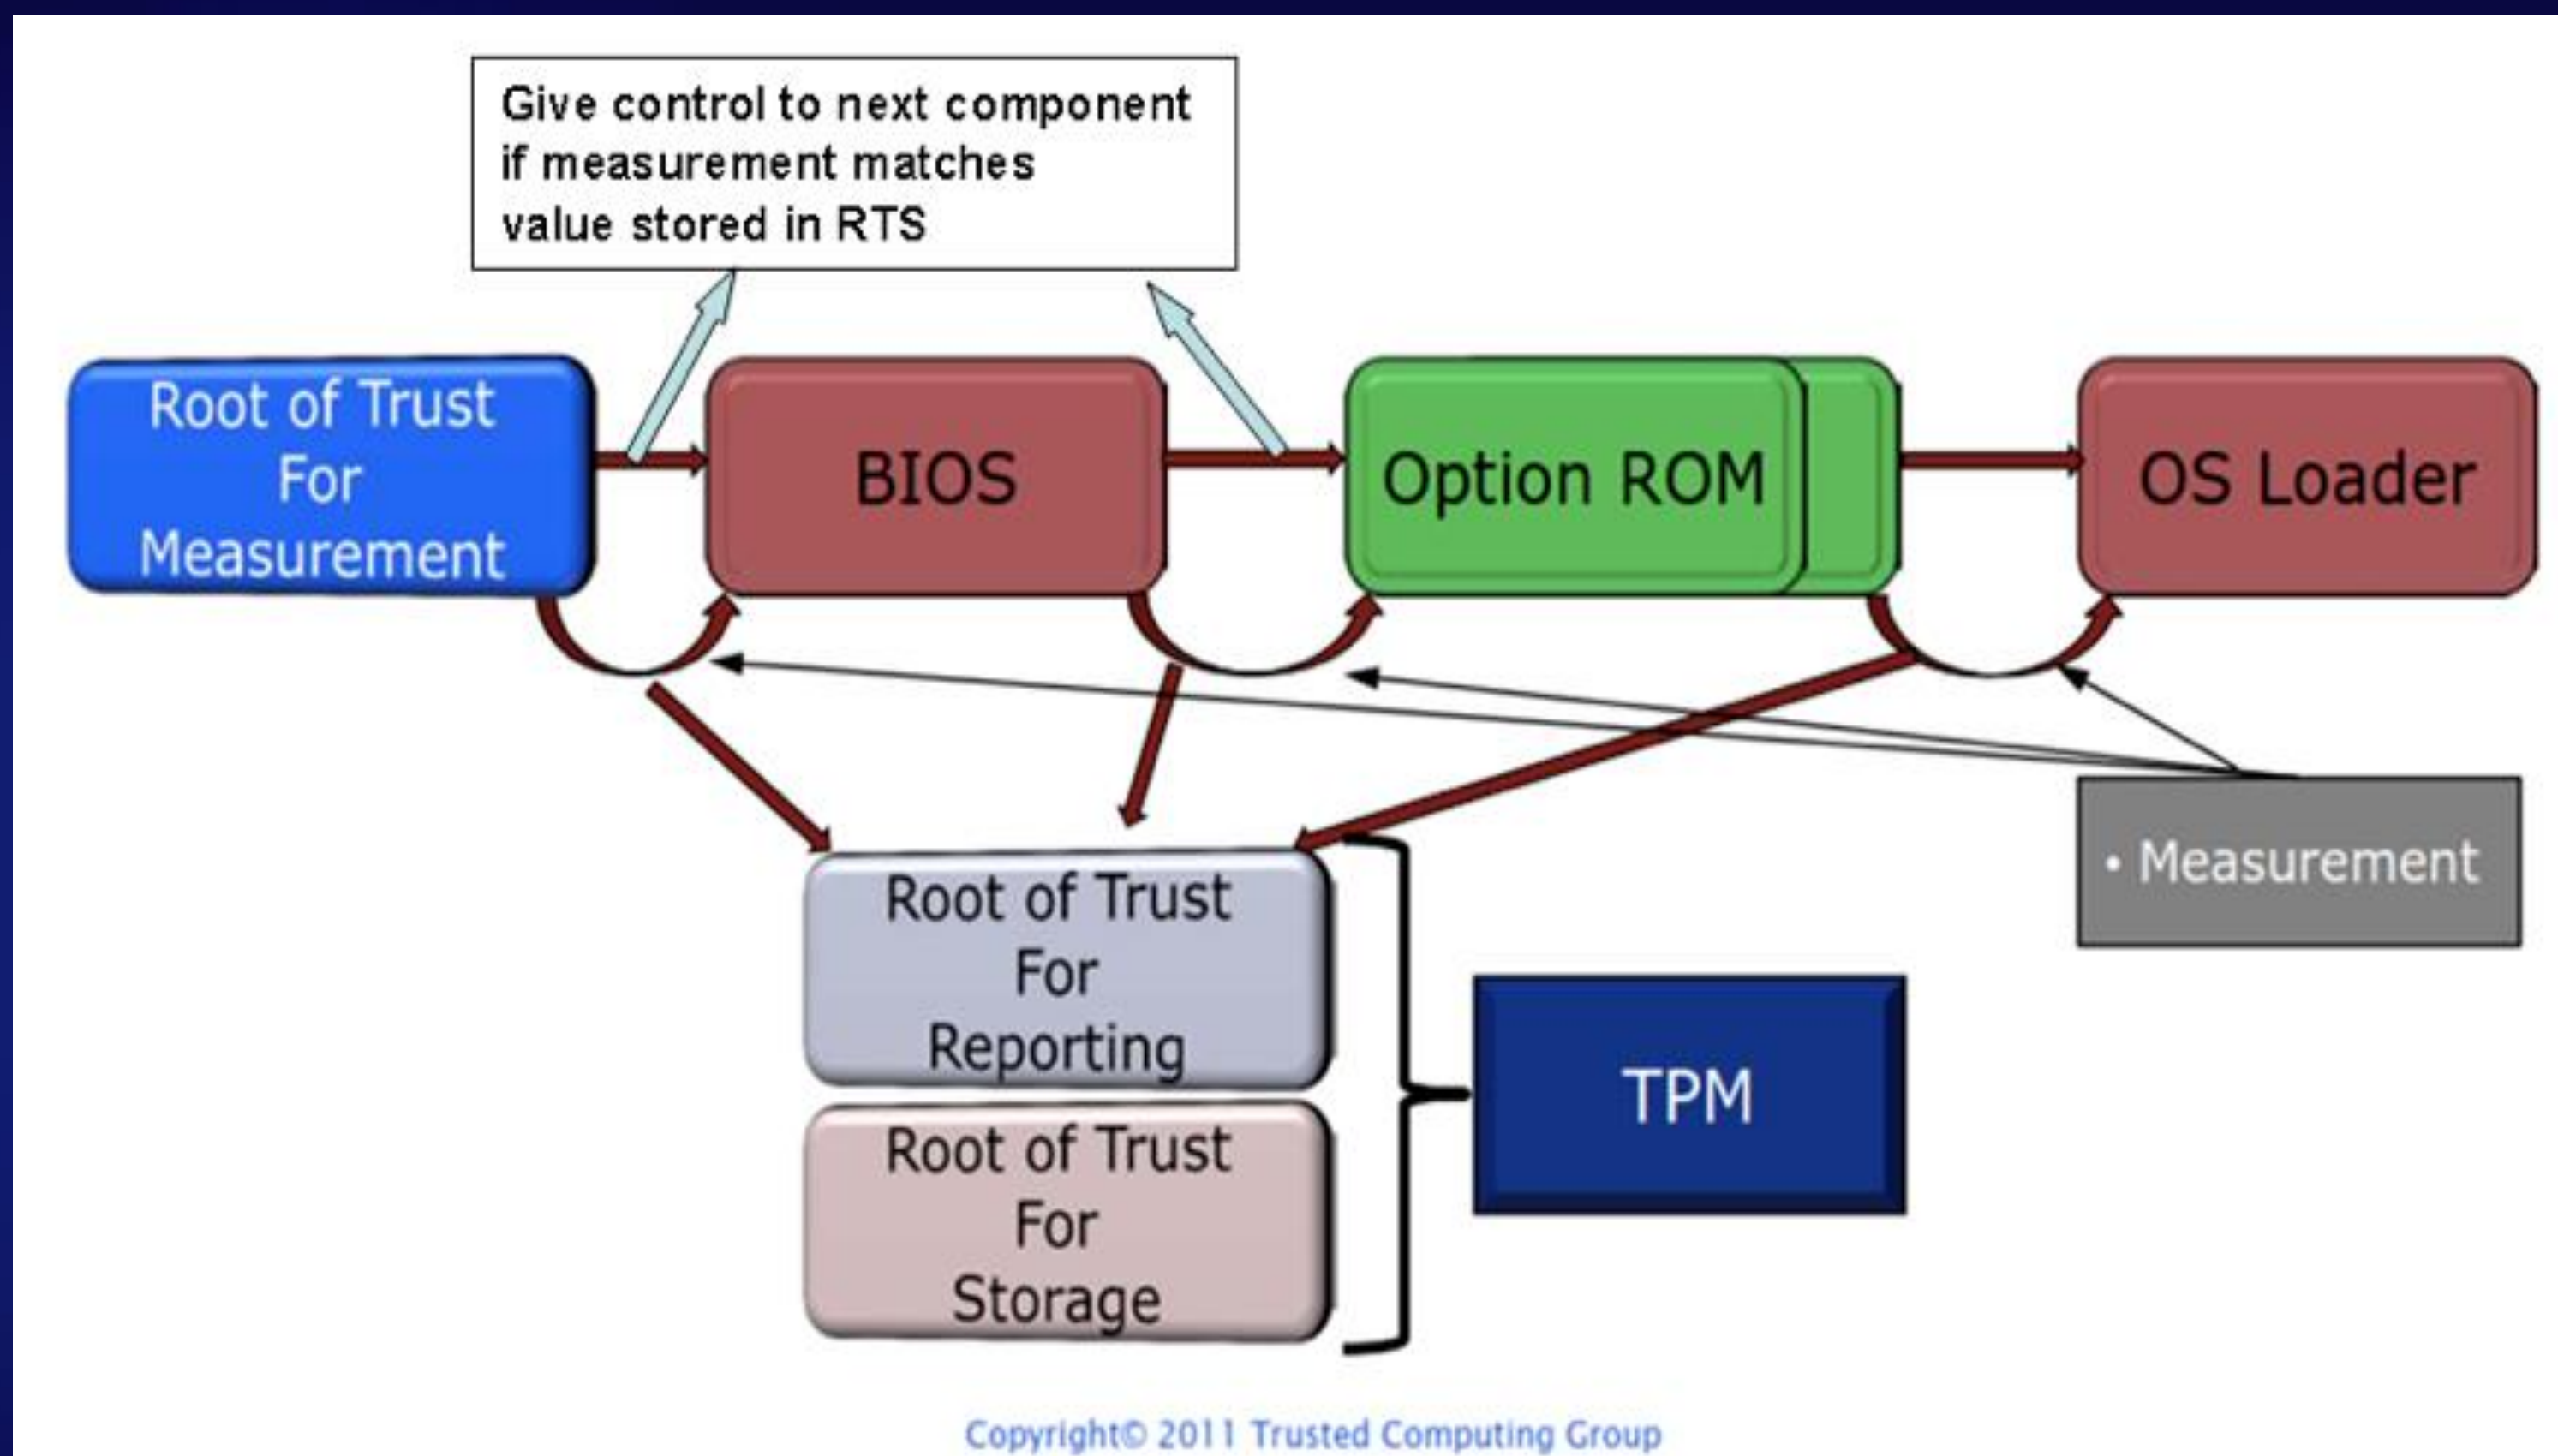 Give control to next component
if measurement matches
value stored in RTS
Root of Trust
For
Measurement
BIOS
Option ROM
OS Loader
• Measurement
Root of Trust
For
Reporting
TPM
Root of Trust
For
Storage
Copyright© 2011 Trusted Computing Group